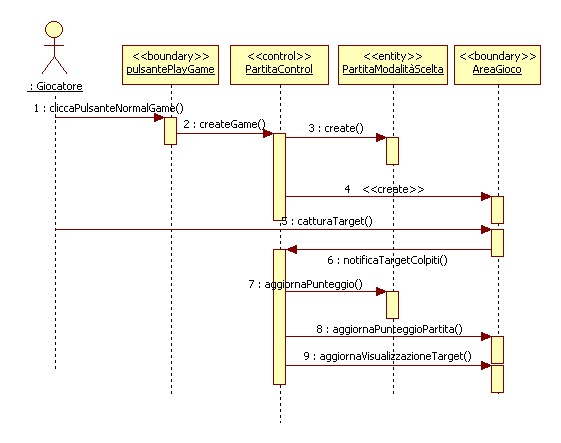 <<boundary>>
pulsantePlayGame
<<control>>
PartitaControl
<<entity>>
PartitaModalitàScelta
<<boundary>>
AreaGioco
: Giocatore
1 : cliccaPulsanteNormalGame()
2 : createGame()
3 : create()
4 <<create>>
5 : catturaTarget()
6 : notificaTargetColpiti()
7 : aggiornaPunteggio()
8 : aggiornaPunteggioPartita()
9 : aggiornaVisualizzazioneTarget()